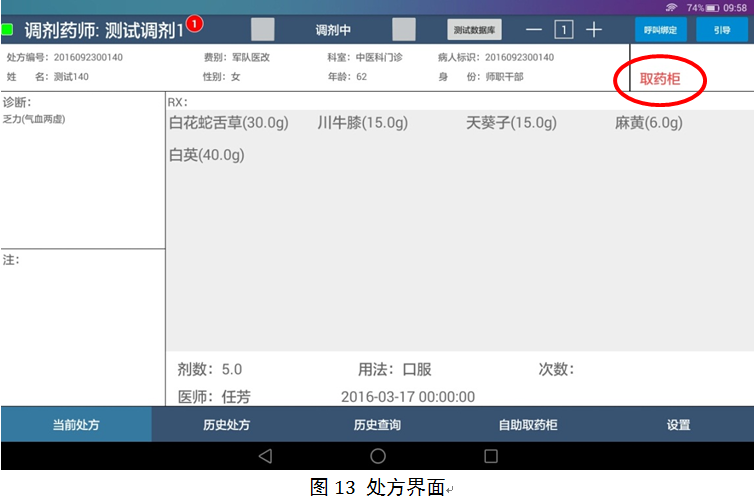 74% 09:58
调剂药师: 测试调剂1 1 调剂中 测试数据库 — 1 + 呼叫绑定 引导
处方编号: 2016092300140 费别: 军队医改 科室: 中医科门诊 病人标识: 2016092300140
姓 名: 测试140 性别: 女 年龄: 62 身 份: 师职干部 取药柜
诊断:
乏力(气血两虚)
RX:
白花蛇舌草(30.0g) 川牛膝(15.0g) 天葵子(15.0g) 麻黄(6.0g)
白英(40.0g)
注:
剂数: 5.0 用法: 口服 次数:
医师: 任芳 2016-03-17 00:00:00
当前处方 历史处方 历史查询 自助取药柜 设置
图 13 处方界面